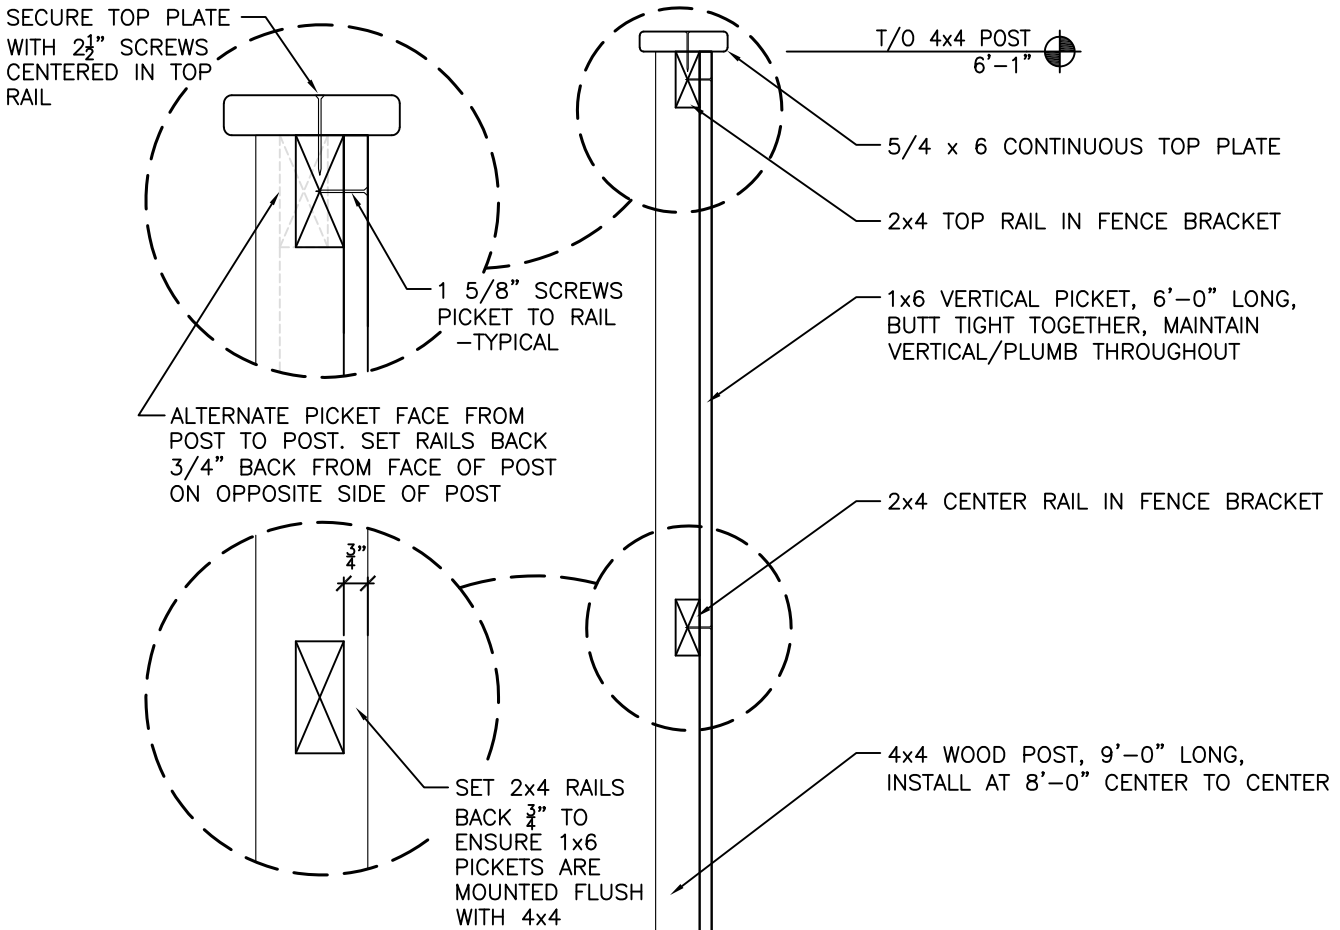 SECURE TOP PLATE
WITH 2 1/2” SCREWS
CENTERED IN TOP
RAIL
T/O 4x4 POST
6’-1”
5/4 x 6 CONTINUOUS TOP PLATE
2x4 TOP RAIL IN FENCE BRACKET
1 5/8” SCREWS
PICKET TO RAIL
-TYPICAL
1x6 VERTICAL PICKET, 6’-0” LONG,
BUTT TIGHT TOGETHER, MAINTAIN
VERTICAL/PLUMB THROUGHOUT
ALTERNATE PICKET FACE FROM
POST TO POST. SET RAILS BACK
3/4” BACK FROM FACE OF POST
ON OPPOSITE SIDE OF POST
2x4 CENTER RAIL IN FENCE BRACKET
3/4”
4x4 WOOD POST, 9’-0” LONG,
INSTALL AT 8’-0” CENTER TO CENTER
SET 2x4 RAILS
BACK 3/4” TO
ENSURE 1x6
PICKETS ARE
MOUNTED FLUSH
WITH 4x4